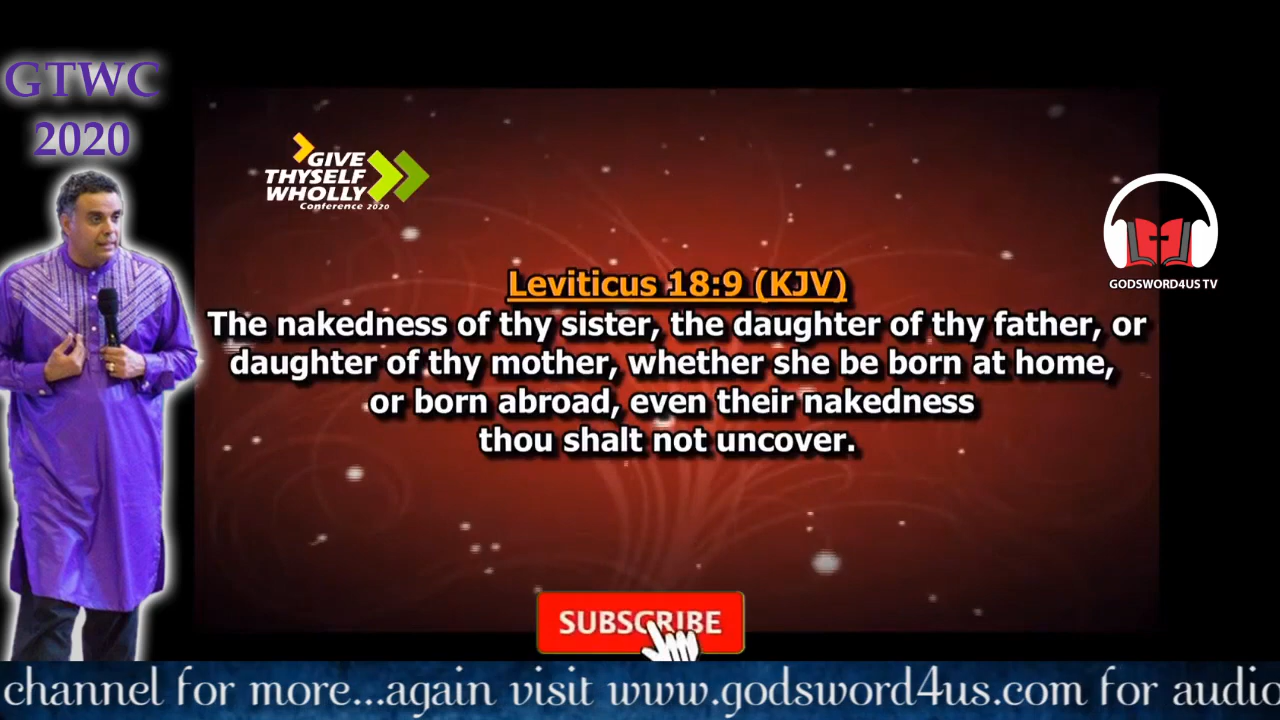 GTWC
2020
GIVE
THYSELF
WHOLLY
Conference 2020
GODSWORD4US TV
Leviticus 18:9 (KJV)
The nakedness of thy sister, the daughter of thy father, or
daughter of thy mother, whether she be born at home,
or born abroad, even their nakedness
thou shalt not uncover.
SUBSCRIBE
channel for more...again visit www.godsword4us.com for audio